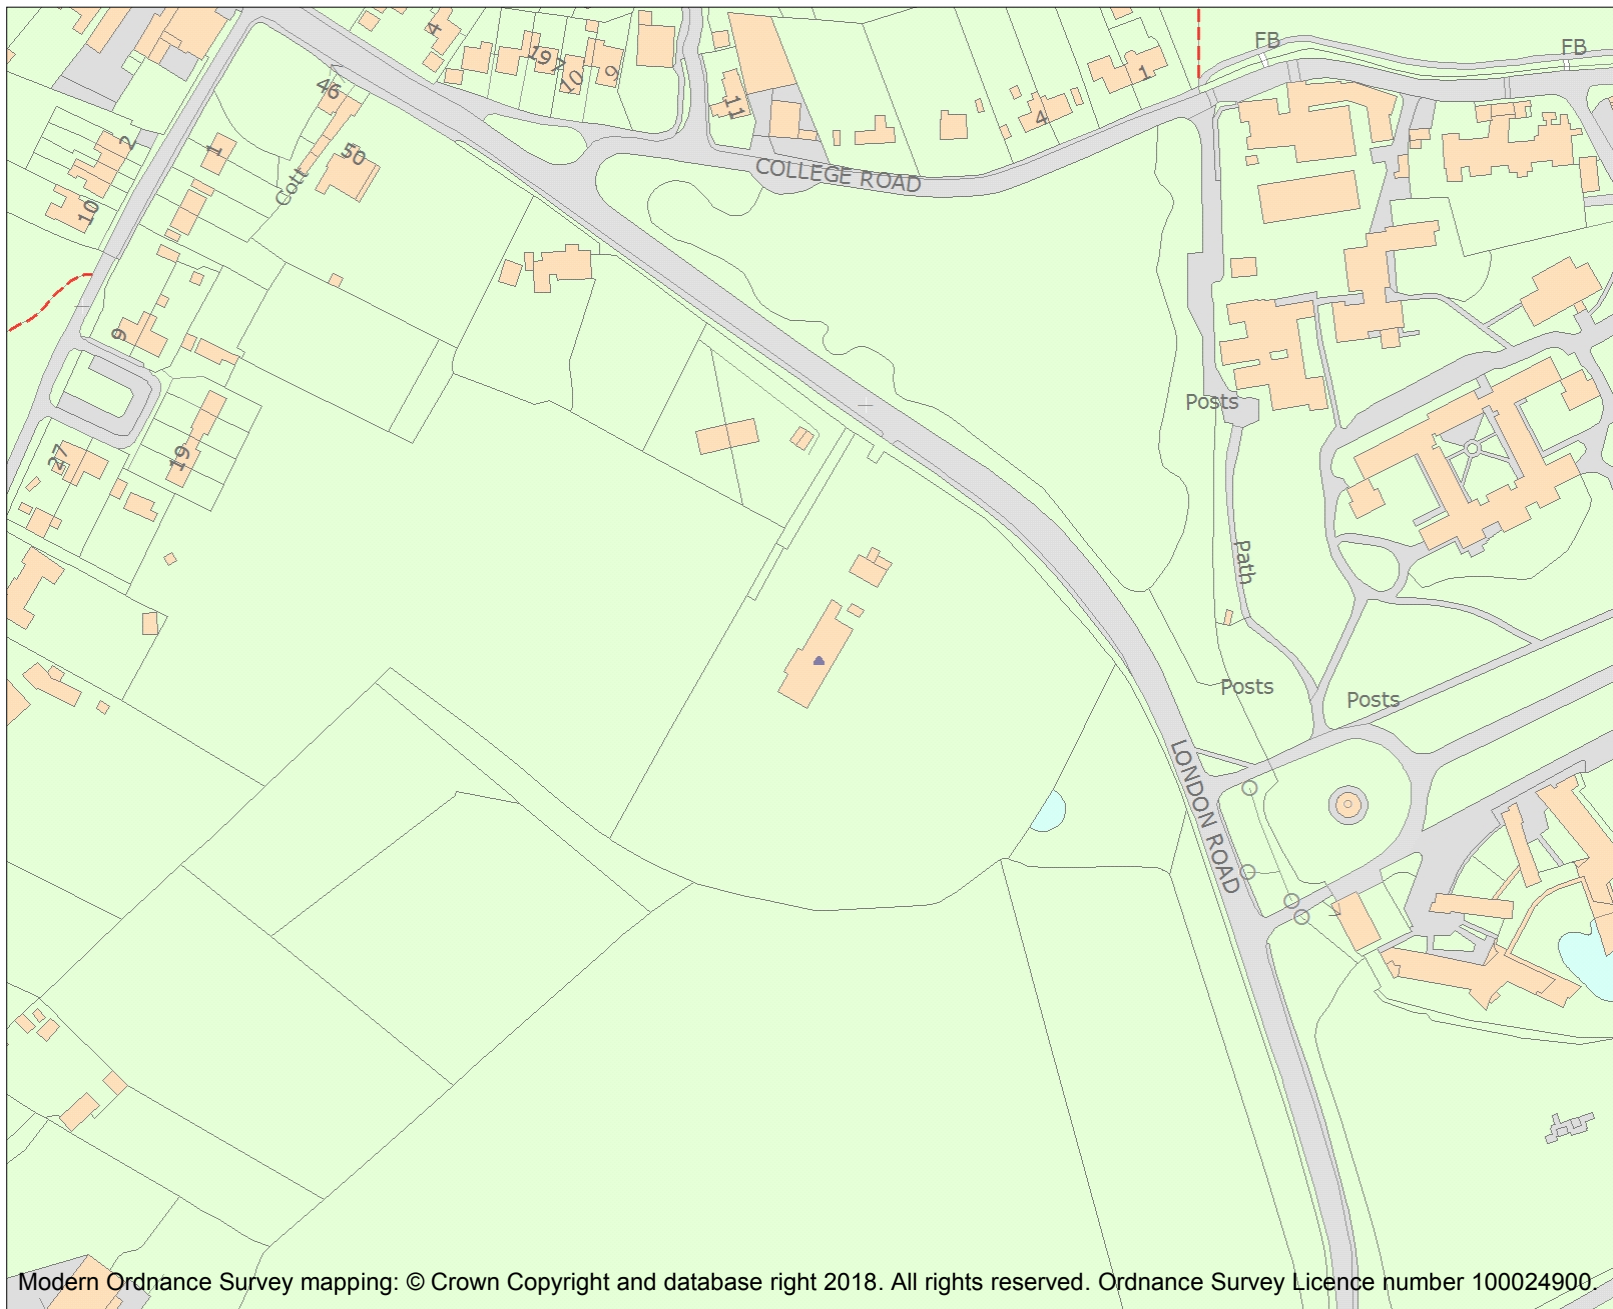 FB
FB
4
46
197
10
9
11
4
1
2
1
50
Cott
10
COLLEGE ROAD
9
27
19
Posts
Path
Posts
Posts
LONDON ROAD
Modern Ordnance Survey mapping: © Crown Copyright and database right 2018. All rights reserved. Ordnance Survey Licence number 100024900.